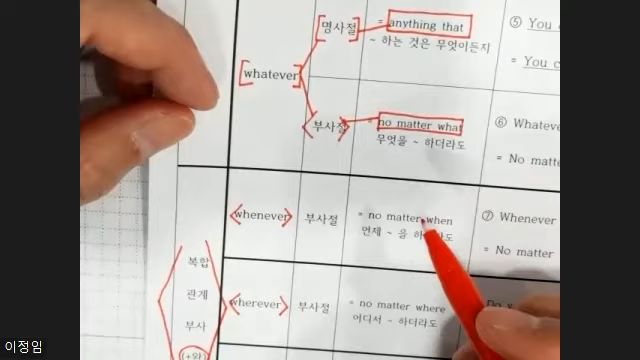 whatever
명사절
= anything that
~ 하는 것은 무엇이든지
⑤ You
= You c
부사절
= no matter what
무엇을 ~ 하더라도
⑥ Whateve
= No matte
복합
관계
부사
whenever
부사절
= no matter when
언제 ~ 을 하더라도
⑦ Whenever
= No matter
wherever
부사절
= no matter where
어디서 ~ 하더라도
이정임